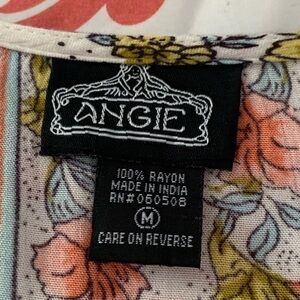 ANGIE
100% RAYON
MADE IN INDIA
RN#060508
M
CARE ON REVERSE